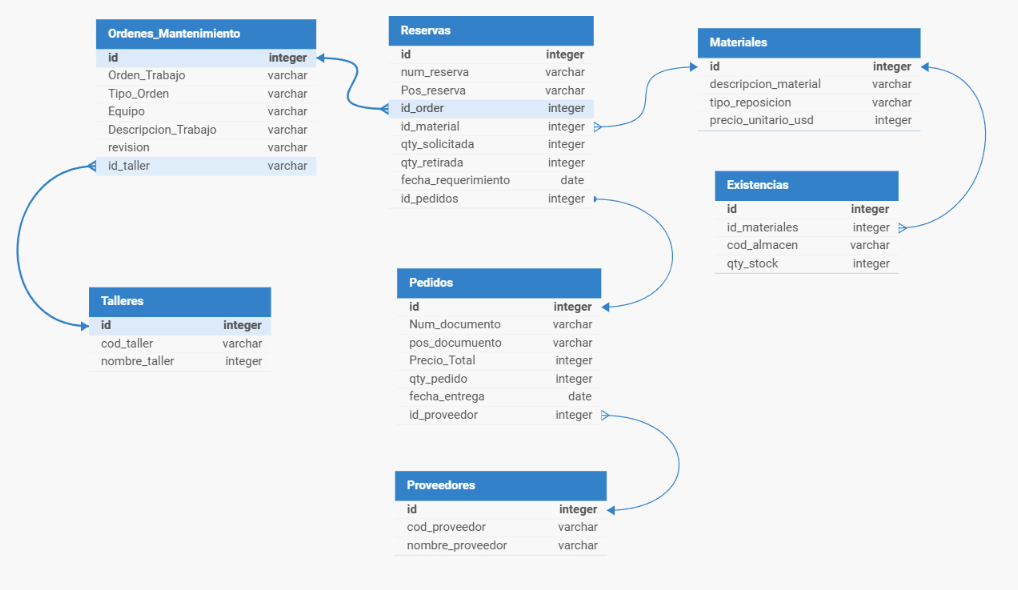 Ordenes_Mantenimiento
id integer
Orden_Trabajo varchar
Tipo_Orden varchar
Equipo varchar
Descripcion_Trabajo varchar
revision varchar
id_taller varchar
Reservas
id integer
num_reserva varchar
Pos_reserva varchar
id_order integer
id_material integer
qty_solicitada integer
qty_retirada integer
fecha_requerimiento date
id_pedidos integer
Materiales
id integer
descripcion_material varchar
tipo_reposicion varchar
precio_unitario_usd integer
Existencias
id integer
id_materiales integer
cod_almacen varchar
qty_stock integer
Talleres
id integer
cod_taller varchar
nombre_taller integer
Pedidos
id integer
Num_documento varchar
pos_documuento varchar
Precio_Total integer
qty_pedido integer
fecha_entrega date
id_proveedor integer
Proveedores
id integer
cod_proveedor varchar
nombre_proveedor varchar